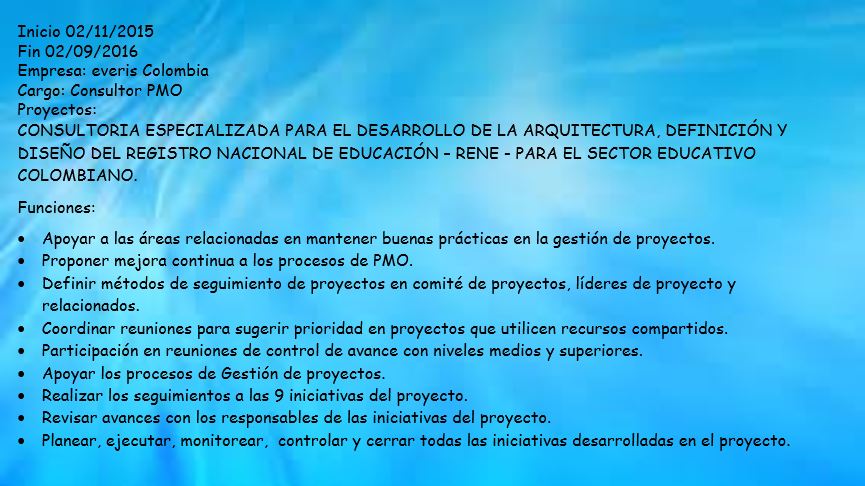 Inicio 02/11/2015
Fin 02/09/2016
Empresa: everis Colombia
Cargo: Consultor PMO
Proyectos:
CONSULTORIA ESPECIALIZADA PARA EL DESARROLLO DE LA ARQUITECTURA, DEFINICIÓN Y
DISEÑO DEL REGISTRO NACIONAL DE EDUCACIÓN – RENE - PARA EL SECTOR EDUCATIVO
COLOMBIANO.
Funciones:
• Apoyar a las áreas relacionadas en mantener buenas prácticas en la gestión de proyectos.
• Proponer mejora continua a los procesos de PMO.
• Definir métodos de seguimiento de proyectos en comité de proyectos, líderes de proyecto y
relacionados.
• Coordinar reuniones para sugerir prioridad en proyectos que utilicen recursos compartidos.
• Participación en reuniones de control de avance con niveles medios y superiores.
• Apoyar los procesos de Gestión de proyectos.
• Realizar los seguimientos a las 9 iniciativas del proyecto.
• Revisar avances con los responsables de las iniciativas del proyecto.
• Planear, ejecutar, monitorear,  controlar y cerrar todas las iniciativas desarrolladas en el proyecto.